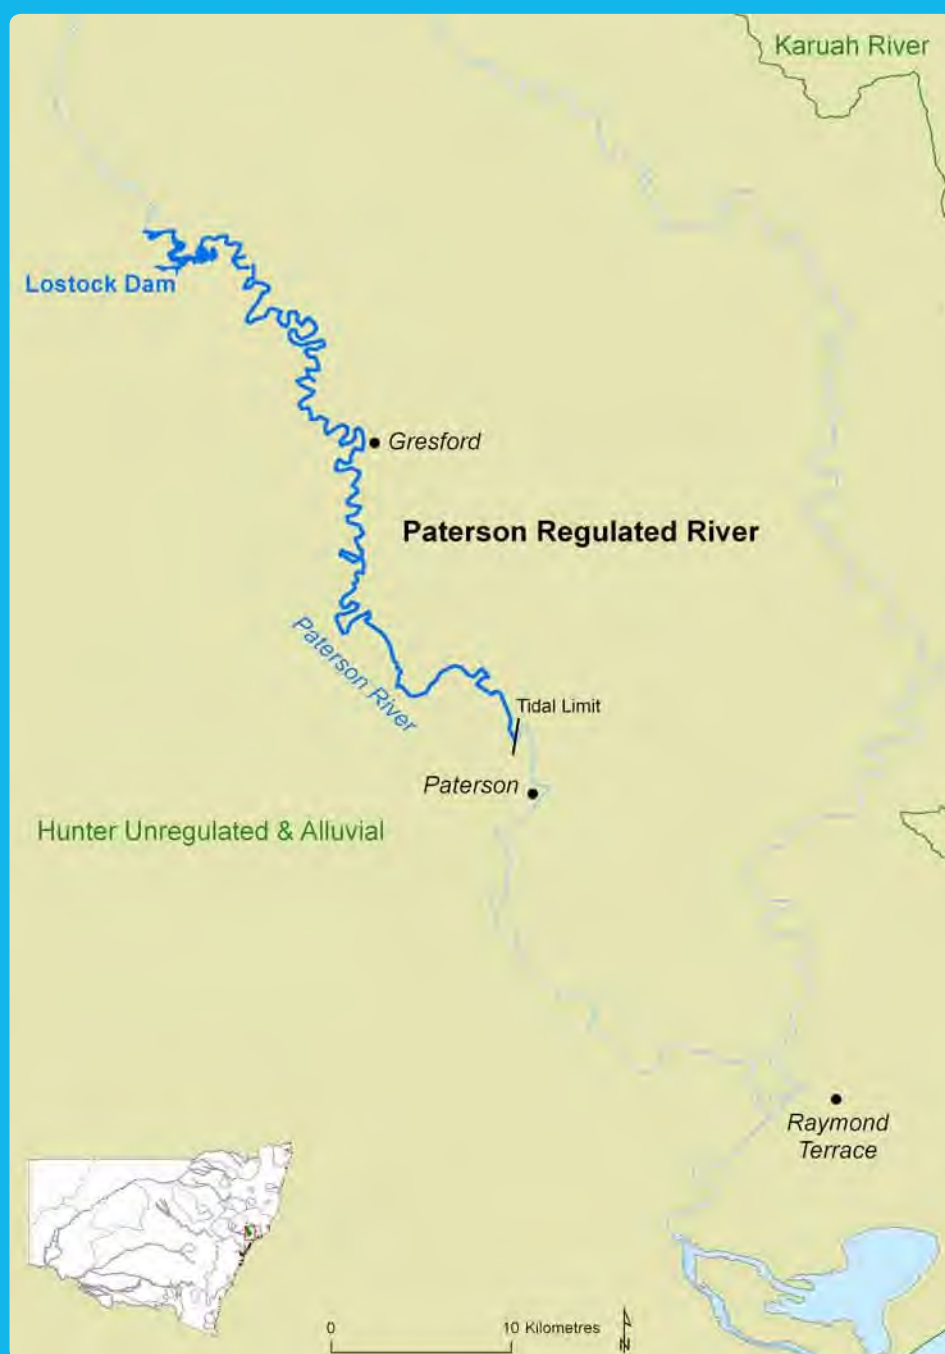 Karuah River
Lostock Dam
Gresford
Paterson Regulated River
Paterson River
Tidal Limit
Paterson
Hunter Unregulated & Alluvial
Raymond
Terrace
0
10 Kilometres
N